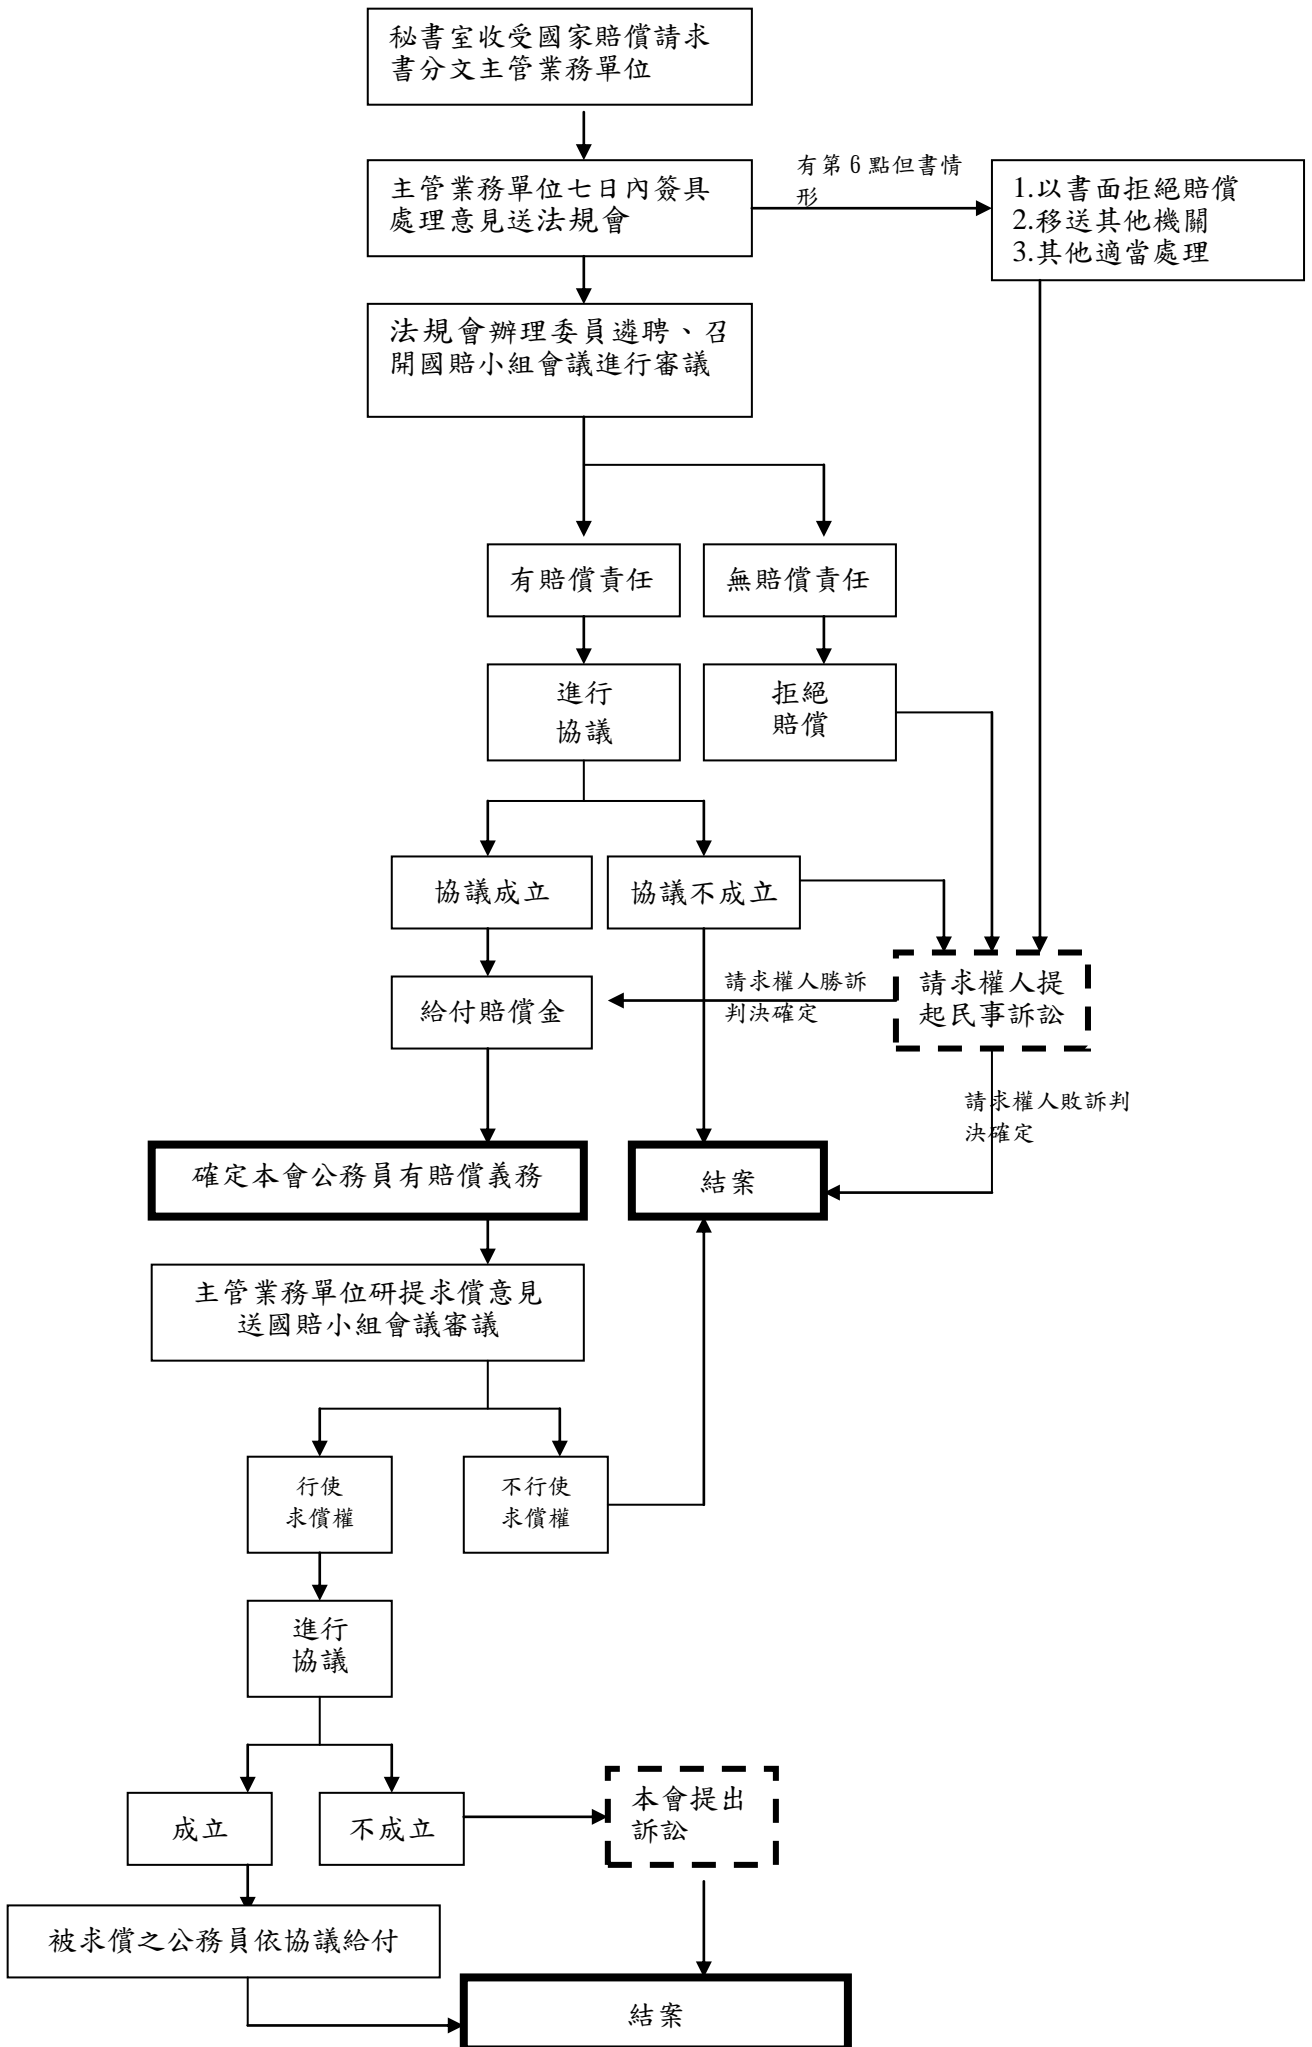 秘書室收受國家賠償請求
書分文主管業務單位
主管業務單位七日內簽具
處理意見送法規會
有第6點但書情
形
1.以書面拒絕賠償
2.移送其他機關
3.其他適當處理
法規會辦理委員遴聘、召
開國賠小組會議進行審議
有賠償責任
無賠償責任
進行
協議
拒絕
賠償
協議成立
協議不成立
給付賠償金
請求權人勝訴
判決確定
請求權人提
起民事訴訟
請求權人敗訴判
決確定
確定本會公務員有賠償義務
結案
主管業務單位研提求償意見
送國賠小組會議審議
行使
求償權
不行使
求償權
進行
協議
成立
不成立
本會提出
訴訟
被求償之公務員依協議給付
結案